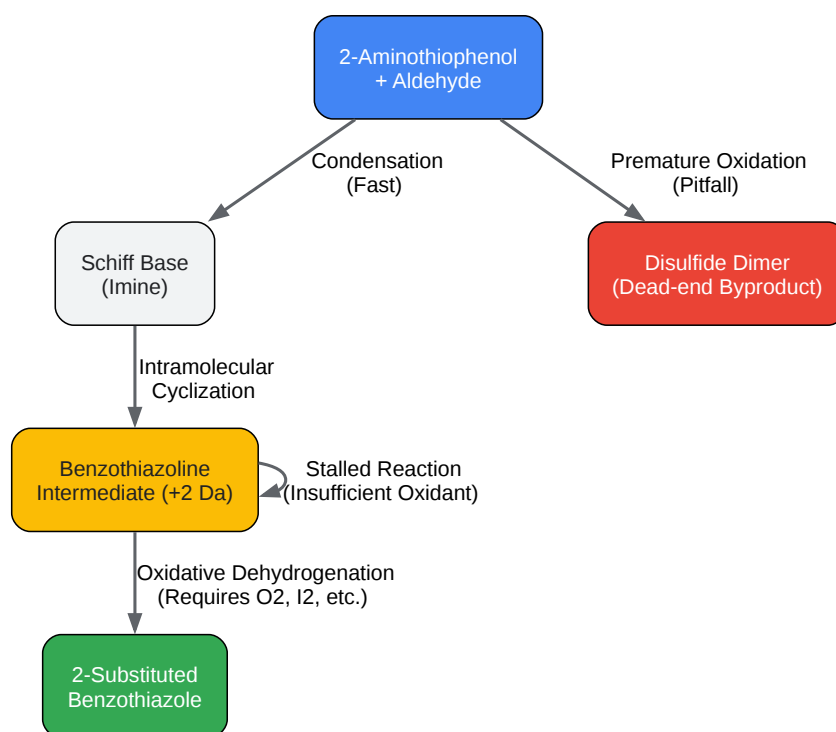 2-Aminothiophenol
+ Aldehyde
Condensation
(Fast)
Premature Oxidation
(Pitfall)
Schiff Base
(Imine)
Disulfide Dimer
(Dead-end Byproduct)
Intramolecular
Cyclization
Benzothiazoline
Intermediate (+2 Da)
Stalled Reaction
(Insufficient Oxidant)
Oxidative Dehydrogenation
(Requires O2, I2, etc.)
2-Substituted
Benzothiazole